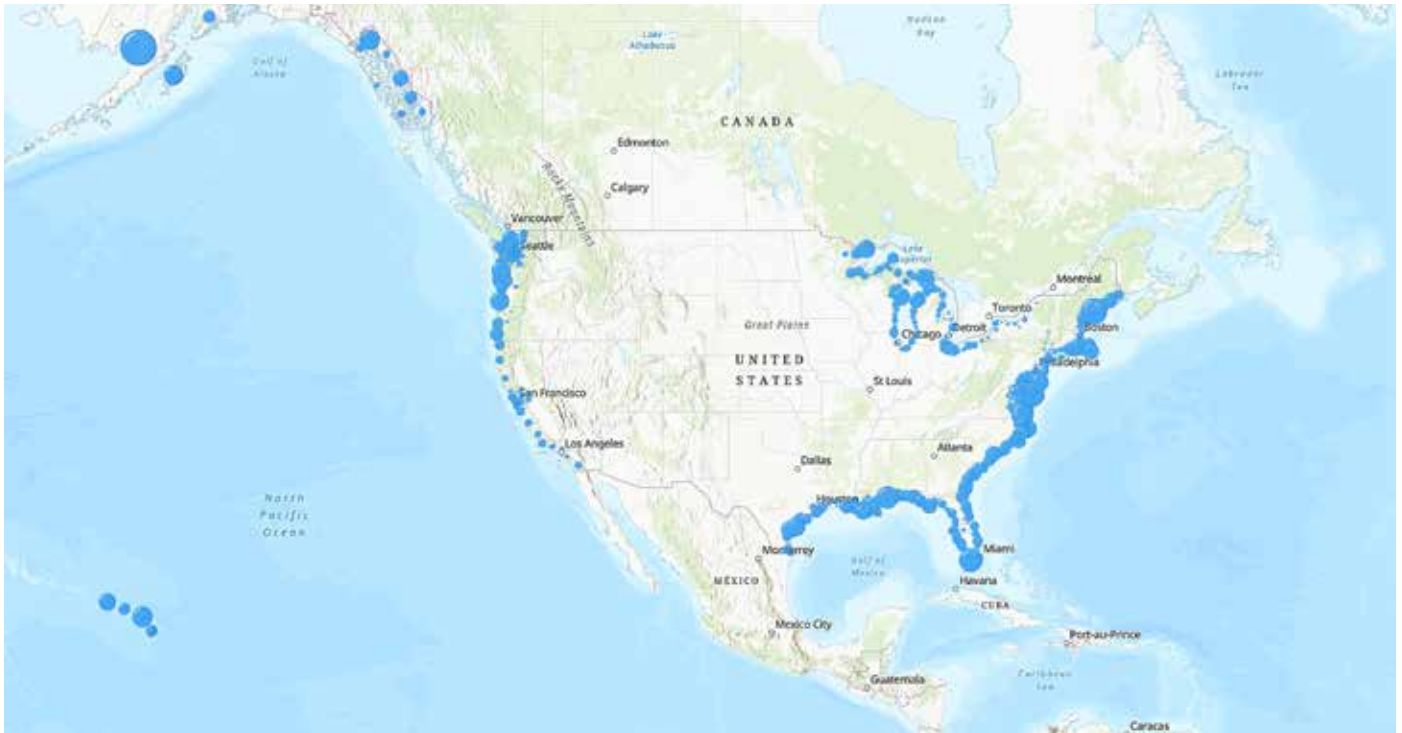 Hudson
Bay
Lake
Athabasca
Gulf of
Alaska
Labrador
Sea
CANADA
Edmonton
Rocky Mountains
Calgary
Vancouver
Seattle
Lake
Superior
Montreal
Toronto
Great Plains
Chicago
Detroit
Boston
UNITED
STATES
Philadelphia
St Louis
San Francisco
Los Angeles
Atlanta
Dallas
North
Pacific
Ocean
Houston
Monterrey
Miami
Gulf of
Mexico
MÉXICO
Havana
CUBA
Mexico City
Port-au-Prince
Caribbean
Sea
Guatemala
Caracas